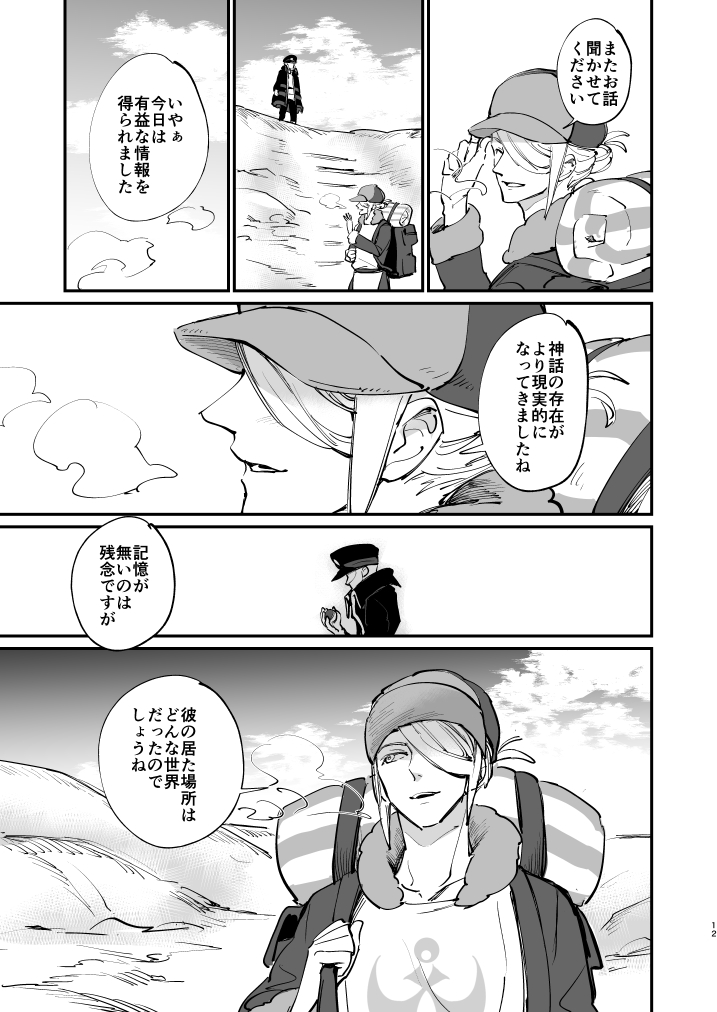 またお話
聞かせて
ください
いやぁ
今日は
有益な情報を
得られました
神話の存在が
より現実的に
なってきましたね
記憶が
無いのは
残念ですが
彼の居た場所は
どんな世界
だったので
しょうね
12